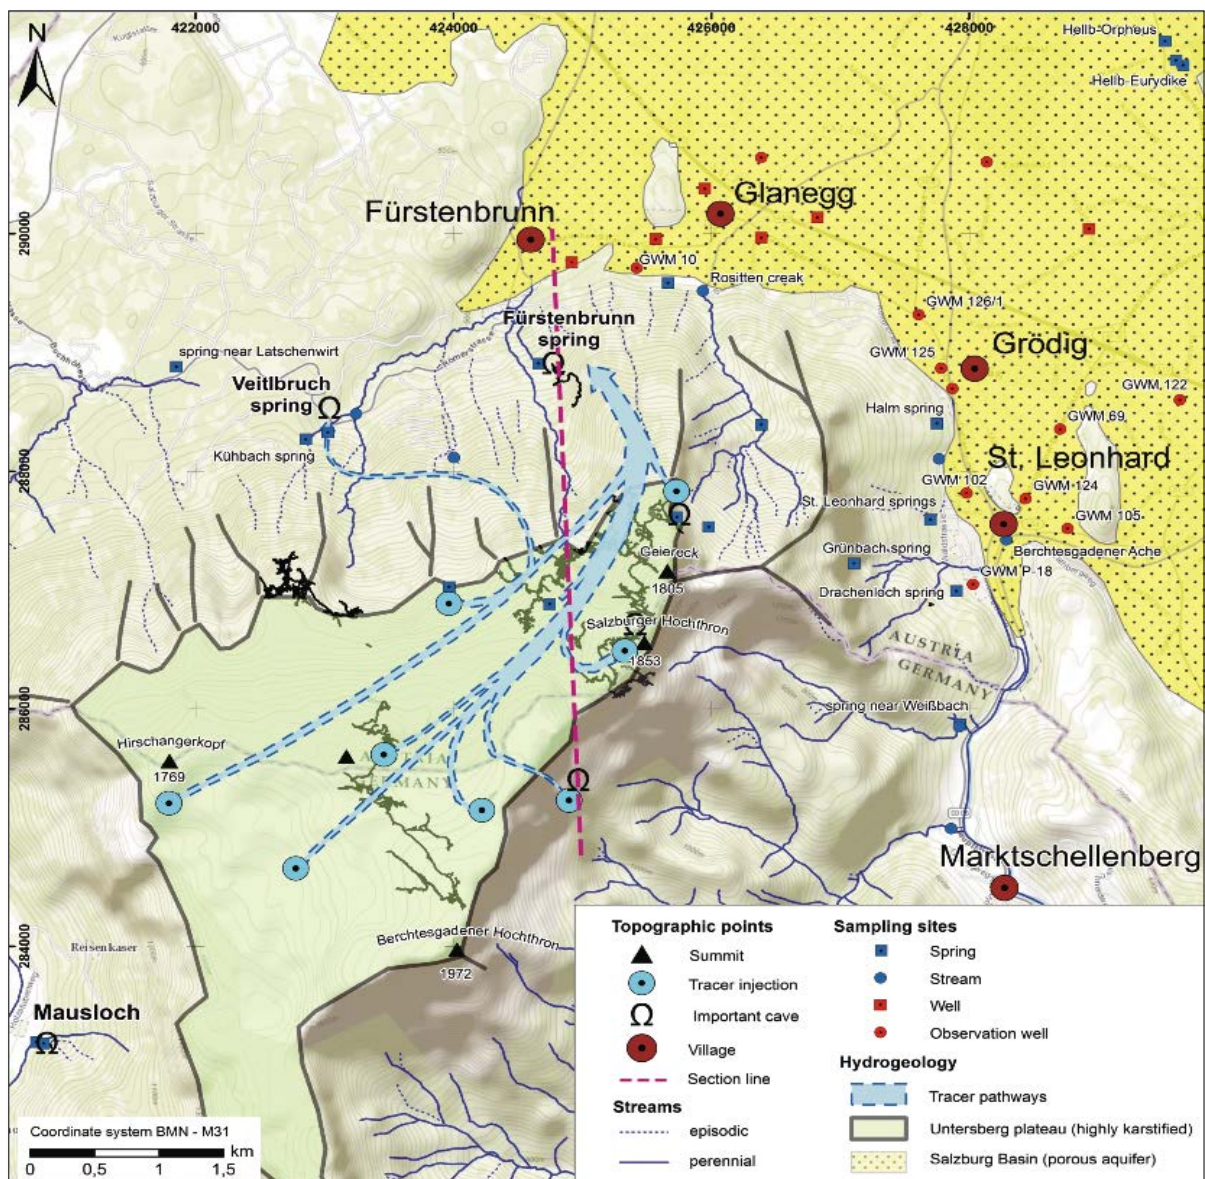 422000
424000
426000
428000
N
Kuglstatte
Hellb-Orpheus
Hellb-Eurydike
Salzburger Strasse
290000
Fürstenbrunn
Glanegg
GWM 10
Rositten creak
GWM 126/1
Fürstenbrunn
spring
Römerstrasse
spring near Latschenwirt
GWM 125
Grödig
Veitlbruch
spring
GWM 122
Halm spring
GWM 69
Kühbach spring
288000
St. Leonhard
GWM 102
GWM 124
St. Leonhard springs
GWM 105
Geiereck
1805
Grünbach spring
Berchtesgadener Ache
GWM P-18
Drachenloch spring
Salzburger Hochthron
1853
AUSTRIA
GERMANY
286000
spring near Weißbach
Hirschangerkopf
1769
AUSTRIA
GERMANY
Marktschellenberg
284000
Reisenkaser
Berchtesgadener Hochthron
1972
Mausloch
Topographic points
Summit
Tracer injection
Important cave
Village
Section line
Streams
episodic
perennial
Sampling sites
Spring
Stream
Well
Observation well
Hydrogeology
Tracer pathways
Untersberg plateau (highly karstified)
Salzburg Basin (porous aquifer)
Coordinate system BMN - M31
km
0 0,5 1 1,5